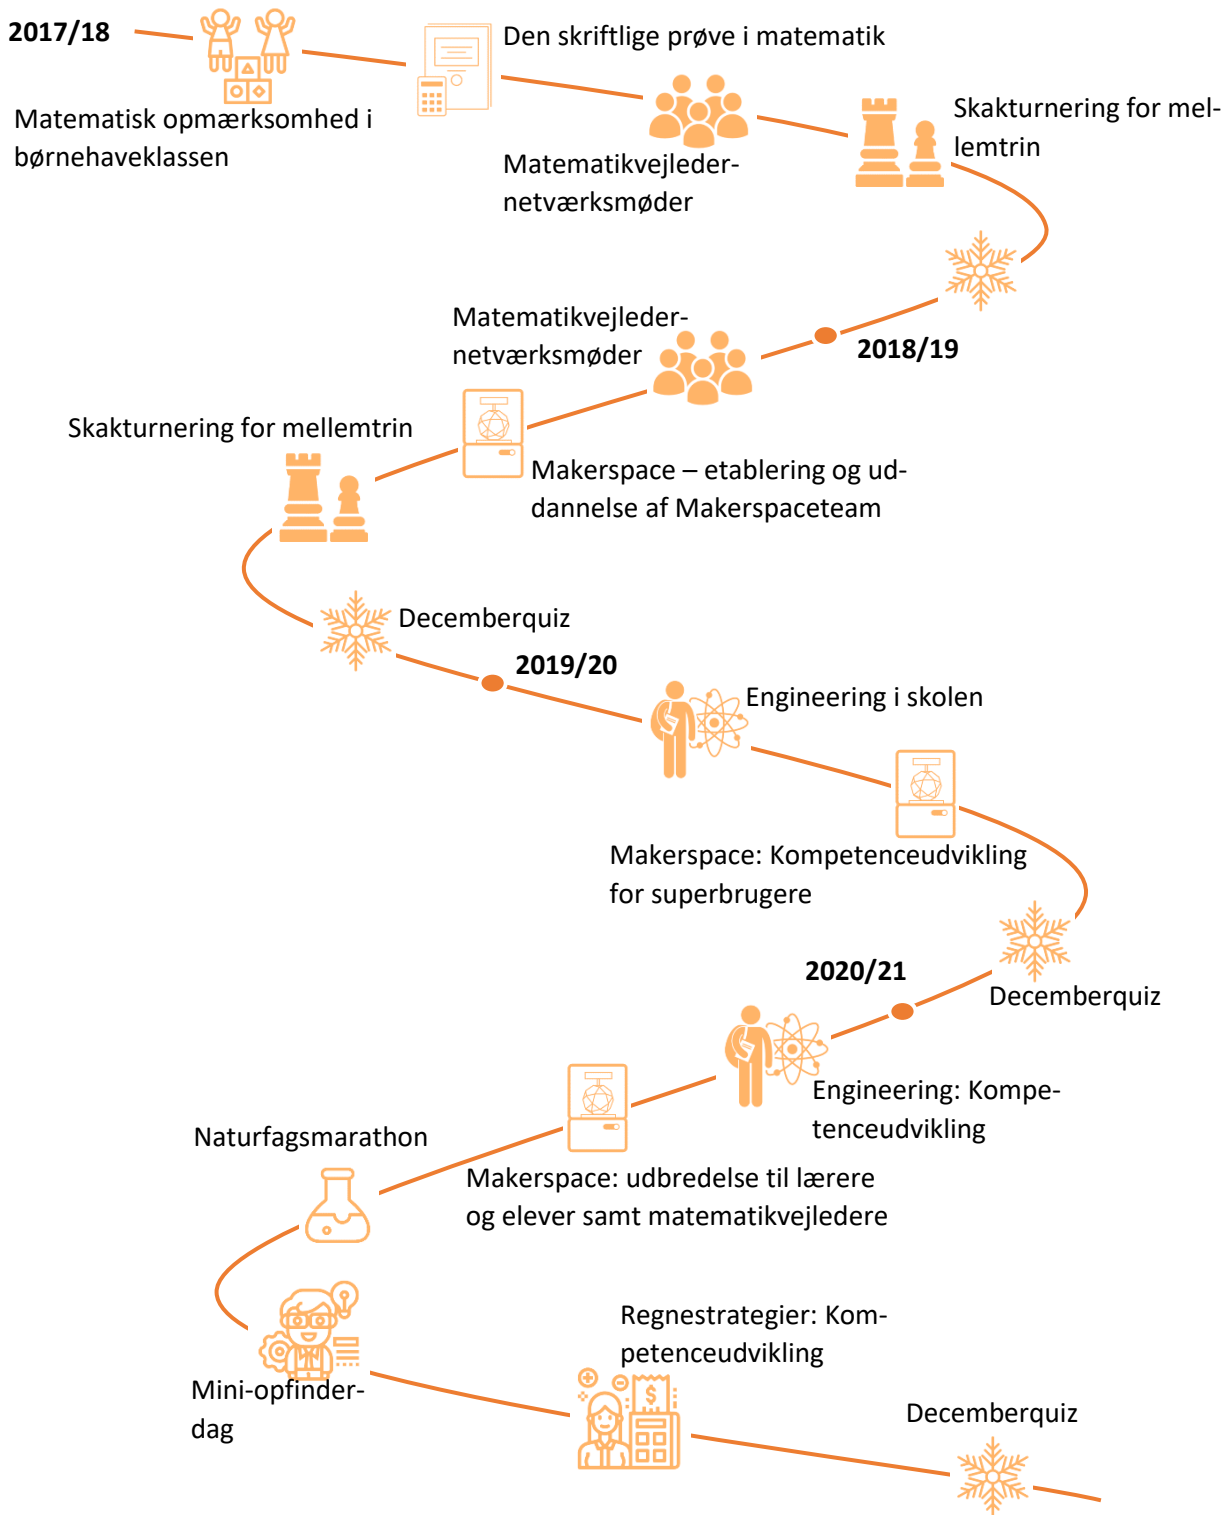 2017/18
Den skriftlige prøve i matematik
Matematisk opmærksomhed i
børnehaveklassen
Matematikvejleder-
netværksmøder
Skakturnering for mel-
lemtrin
2018/19
Matematikvejleder-
netværksmøder
Makerspace – etablering og ud-
dannelse af Makerspaceteam
Skakturnering for mellemtrin
Decemberquiz
2019/20
Engineering i skolen
Makerspace: Kompetenceudvikling
for superbrugere
Decemberquiz
2020/21
Engineering: Kompe-
tenceudvikling
Makerspace: udbredelse til lærere
og elever samt matematikvejledere
Naturfagsmarathon
Mini-opfinder-
dag
Regnestrategier: Kom-
petenceudvikling
$
Decemberquiz